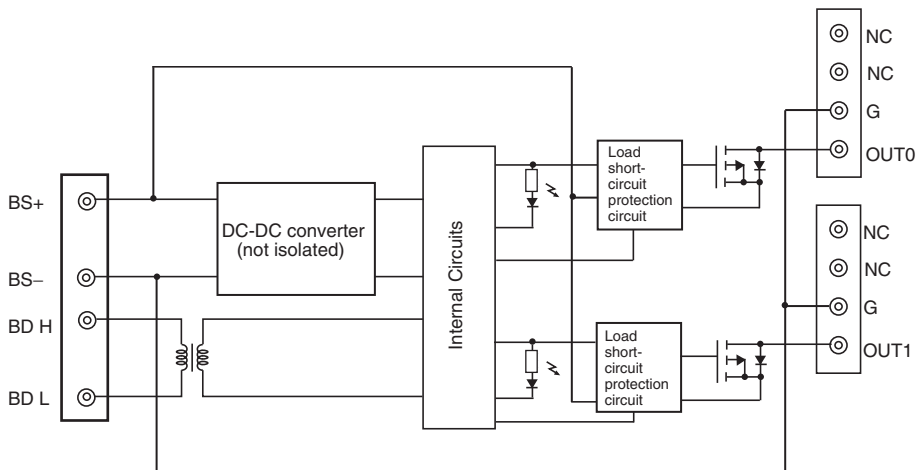 BS+
BS–
BD H
BD L
DC-DC converter
(not isolated)
Internal Circuits
Load
short-
circuit
protection
circuit
Load
short-
circuit
protection
circuit
NC
NC
G
OUT0
NC
NC
G
OUT1